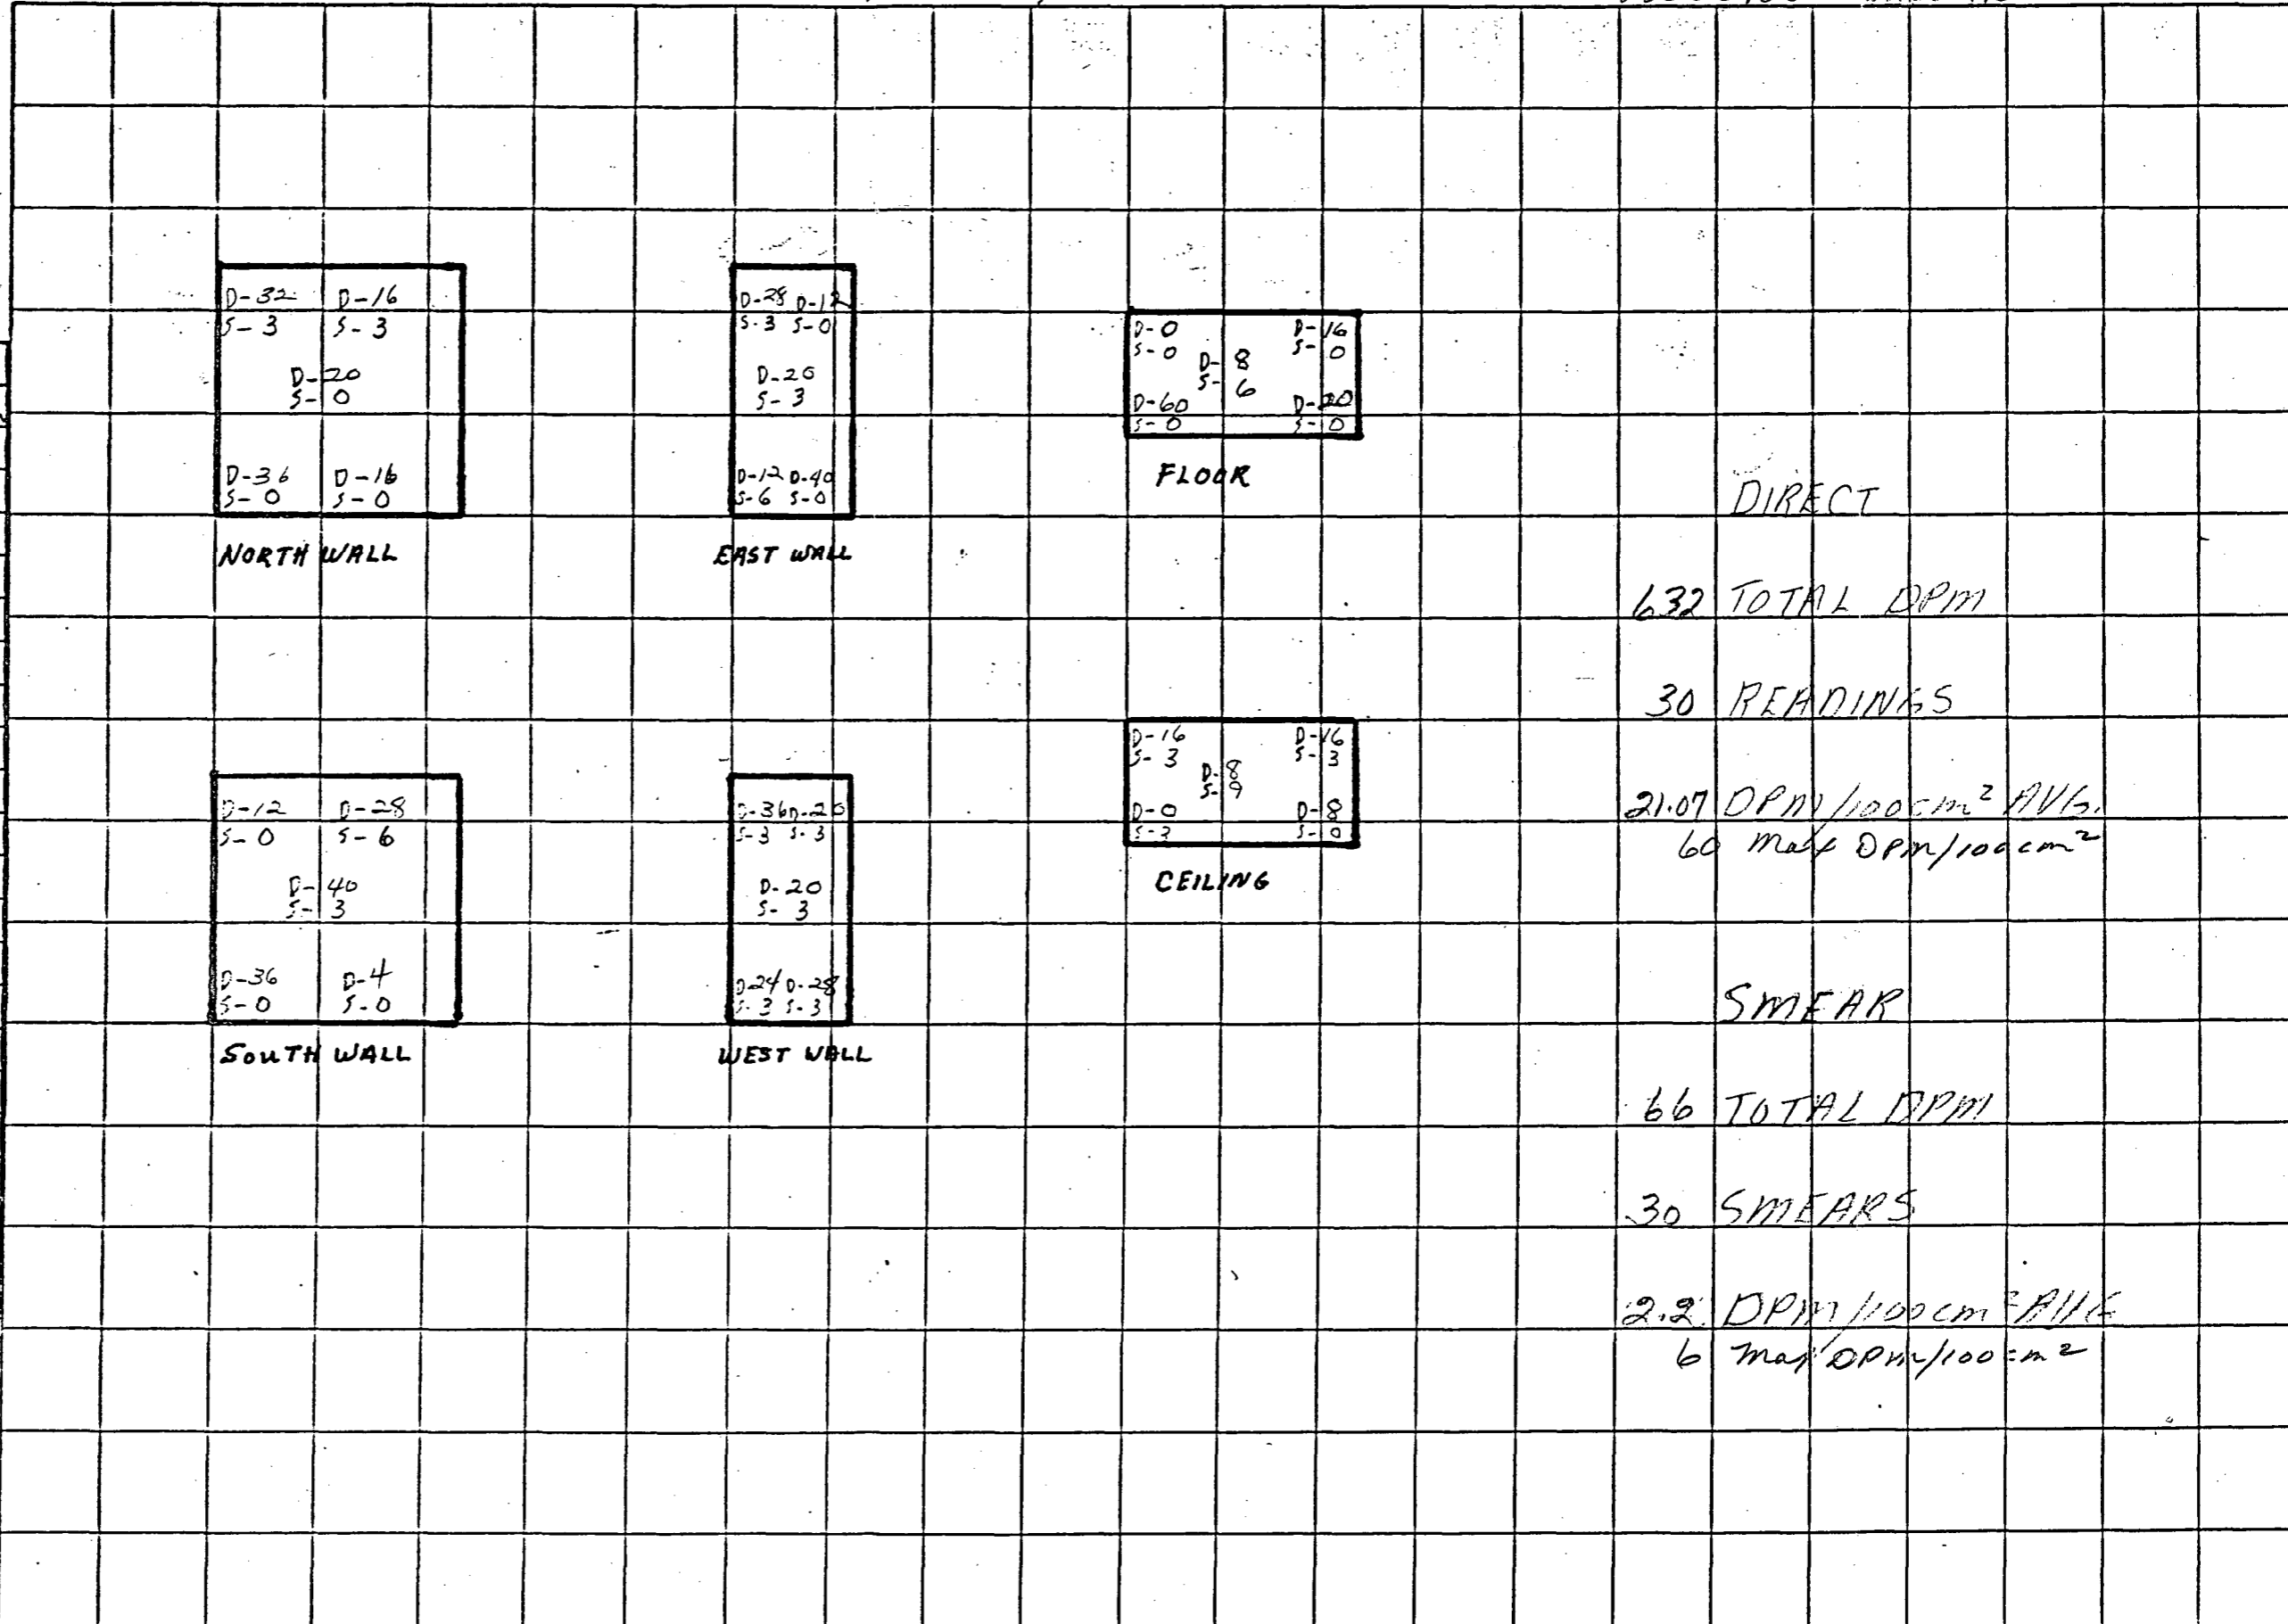 D-32 D-16
S-3 S-3
D-20
S-0
D-36 D-16
S-0 S-0
NORTH WALL
D-28 D-12
S-3 S-0
D-20
S-3
D-12 D-40
S-6 S-0
EAST WALL
D-0 D-16
S-0 S-0
D-8
S-6
D-60 D-20
S-0 S-0
FLOOR
D-12 D-28
S-0 S-6
D-40
S-3
D-36 D-4
S-0 S-0
SOUTH WALL
D-36 D-20
S-3 S-3
D-20
S-3
D-24 D-28
S-3 S-3
WEST WALL
D-16 D-16
S-3 S-3
D-8
S-9
D-0 D-8
S-3 S-0
CEILING
DIRECT
632 TOTAL DPM
30 READINGS
21.07 DPM/100cm² AVG.
60 Max DPM/100cm²
SMEAR
66 TOTAL DPM
30 SMEARS
2.2 DPM/100cm² AVG
6 Max DPM/100cm²